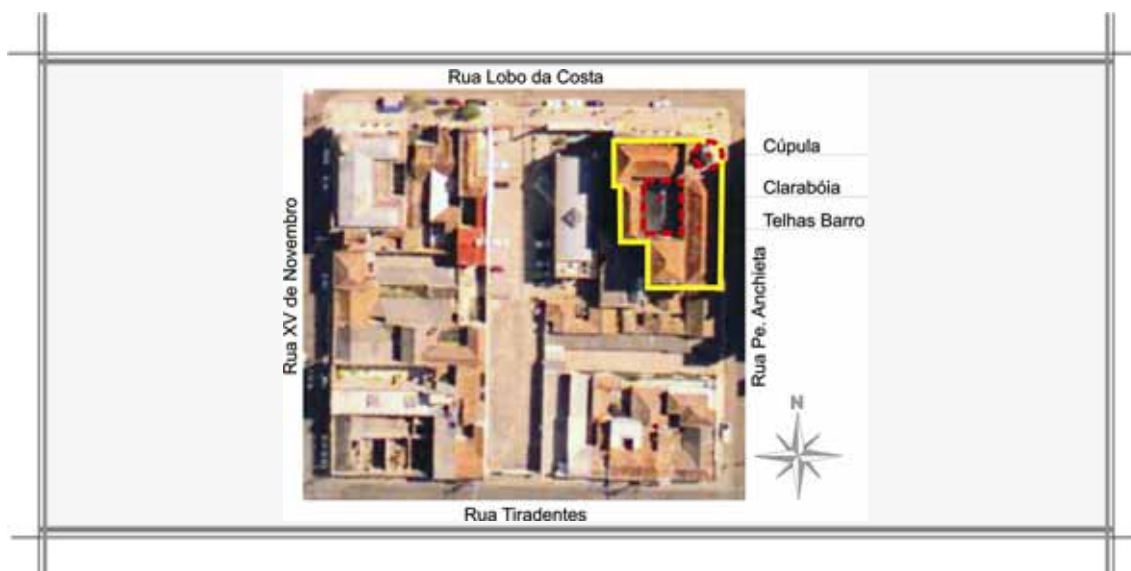 Rua Lobo da Costa
Cúpula
Clarabóia
Telhas Barro
Rua XV de Novembro
Rua Pe. Anchieta
N
Rua Tiradentes